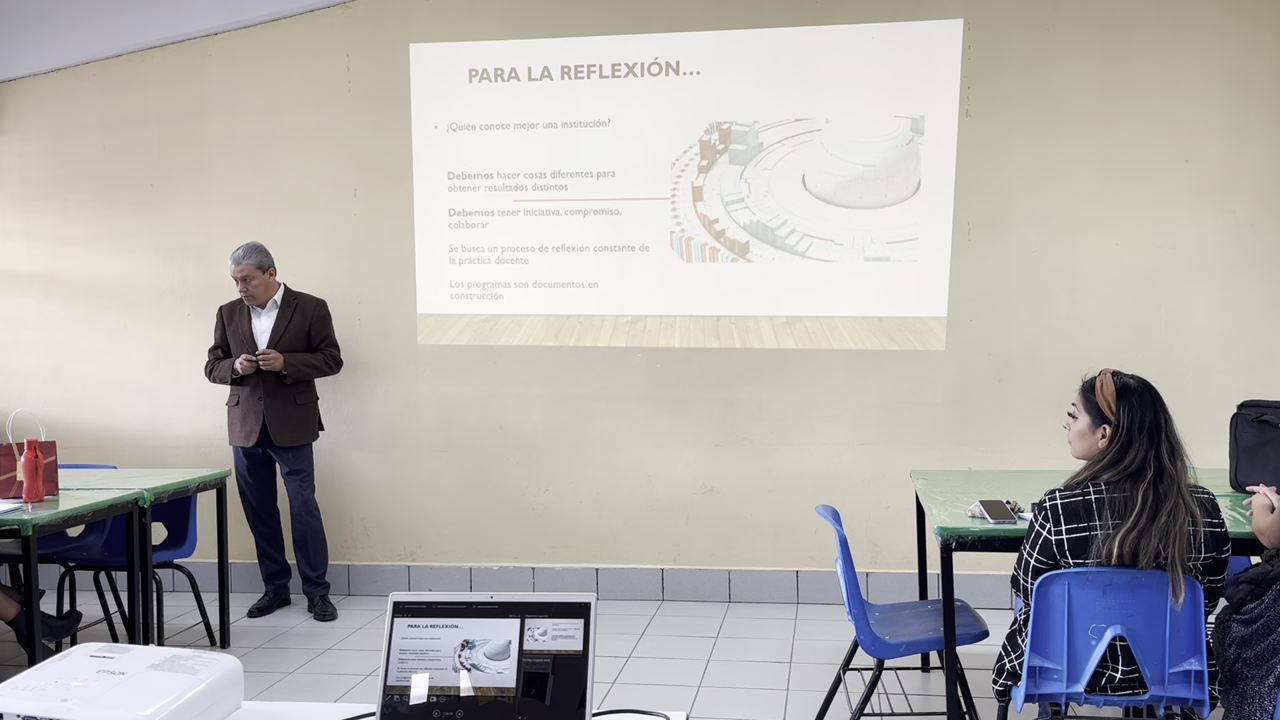 PARA LA REFLEXIÓN...
• ¿Quién conoce mejor una institución?
Debemos hacer cosas diferentes para
obtener resultados distintos
Debemos tener iniciativa, compromiso,
colaborar
Se busca un proceso de reflexión constante de
la práctica docente
Los programas son documentos en
construcción
EPSON
PARA LA REFLEXIÓN...